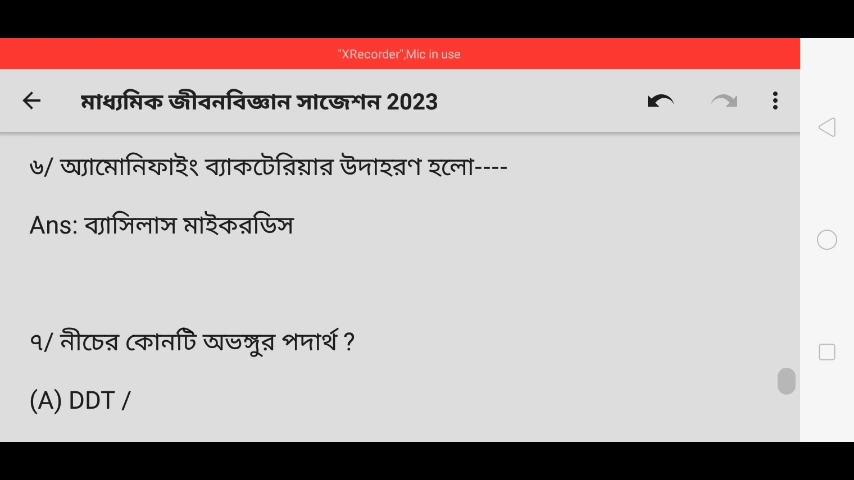 "XRecorder",Mic in use
মাধ্যমিক জীবনবিজ্ঞান সাজেশন 2023
৬/ অ্যামোনিফাইং ব্যাকটেরিয়ার উদাহরণ হলো----
Ans: ব্যাসিলাস মাইকরডিস
৭/ নীচের কোনটি অভঙ্গুর পদার্থ ?
(A) DDT /